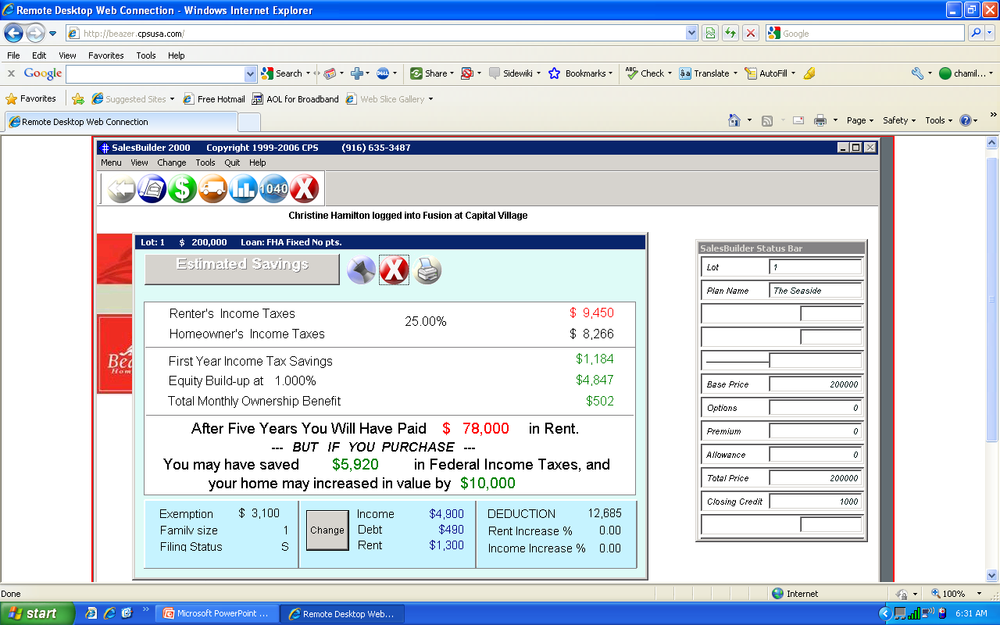 Remote Desktop Web Connection - Windows Internet Explorer
http://beazer.cpsusa.com/
Google
File Edit View Favorites Tools Help
x Google Search Share Sidewiki Bookmarks ABC Check Translate AutoFill chamil...
Favorites Suggested Sites Free Hotmail AOL for Broadband Web Slice Gallery
Remote Desktop Web Connection
Page Safety Tools
SalesBuilder 2000 Copyright 1999-2006 CPS (916) 635-3487
Menu View Change Tools Quit Help
$ 1040 X
Christine Hamilton logged into Fusion at Capital Village
Lot: 1 $ 200,000 Loan: FHA Fixed No pts.
Estimated Savings
Renter's Income Taxes $ 9,450
25.00%
Homeowner's Income Taxes $ 8,266
First Year Income Tax Savings $1,184
Equity Build-up at 1.000% $4,847
Total Monthly Ownership Benefit $502
After Five Years You Will Have Paid $ 78,000 in Rent.
--- BUT IF YOU PURCHASE ---
You may have saved $5,920 in Federal Income Taxes, and
your home may increased in value by $10,000
Exemption $ 3,100
Family size 1
Filing Status S
Change
Income $4,900
Debt $490
Rent $1,300
DEDUCTION 12,685
Rent Increase % 0.00
Income Increase % 0.00
SalesBuilder Status Bar
Lot 1
Plan Name The Seaside
Base Price 200000
Options 0
Premium 0
Allowance 0
Total Price 200000
Closing Credit 1000
Done Internet 100%
start Microsoft PowerPoint ... Remote Desktop Web... 6:31 AM